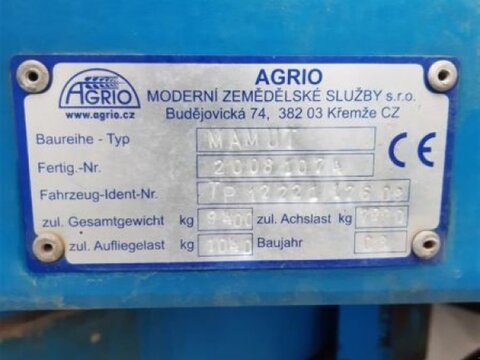 AGRIO
www.agrio.cz
AGRIO
MODERNÍ ZEMĚDĚLSKÉ SLUŽBY s.r.o.
Budějovická 74, 382 03 Křemže CZ
Baureihe - Typ MAMUT
Fertig.-Nr.
Fahrzeug-Ident-Nr.
zul. Gesamtgewicht kg 9400 zul. Achslast kg
zul. Aufliegelast kg Baujahr
CE